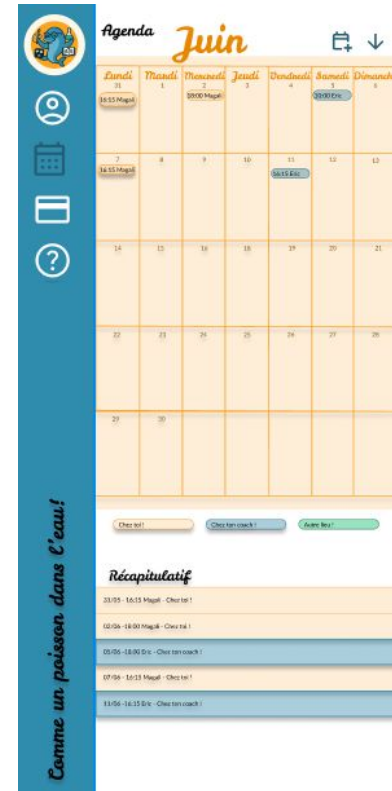 Agenda
Juin
Lundi Mardi Mercredi Jeudi Vendredi Samedi Dimanch
31 1 2 3 4 5 6
16:15 Magali 18:00 Magali 18:00 Eric
7 8 9 10 11 12 13
16:15 Magali 16:15 Eric
14 15 16 18 19 20 21
22 23 24 25 26 27 28
29 30
Chez toi ! Chez ton coach ! Autre lieu !
Récapitulatif
31/05 - 16:15 Magali - Chez toi !
02/06 - 18:00 Magali - Chez toi !
05/06 - 18:00 Eric - Chez ton coach !
07/06 - 16:15 Magali - Chez toi !
11/06 - 16:15 Eric - Chez ton coach !
Comme un poisson dans l'eau!